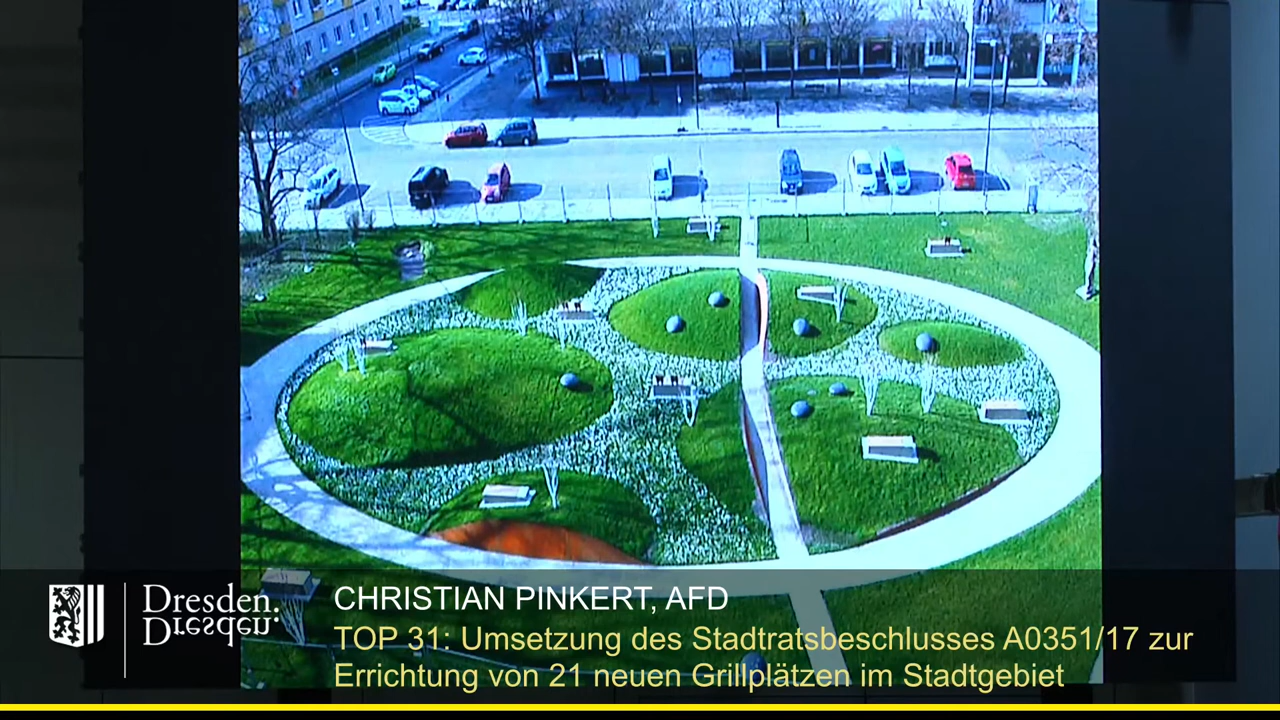 Dresden.
Dresden.
CHRISTIAN PINKERT, AFD
TOP 31: Umsetzung des Stadtratsbeschlusses A0351/17 zur
Errichtung von 21 neuen Grillplätzen im Stadtgebiet